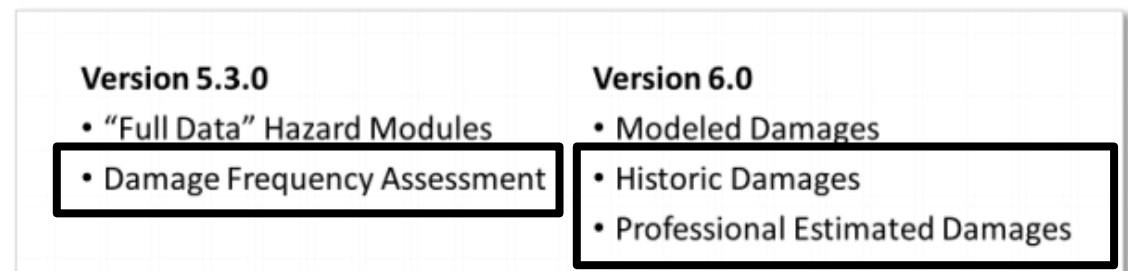 Version 5.3.0
• “Full Data” Hazard Modules
• Damage Frequency Assessment
Version 6.0
• Modeled Damages
• Historic Damages
• Professional Estimated Damages